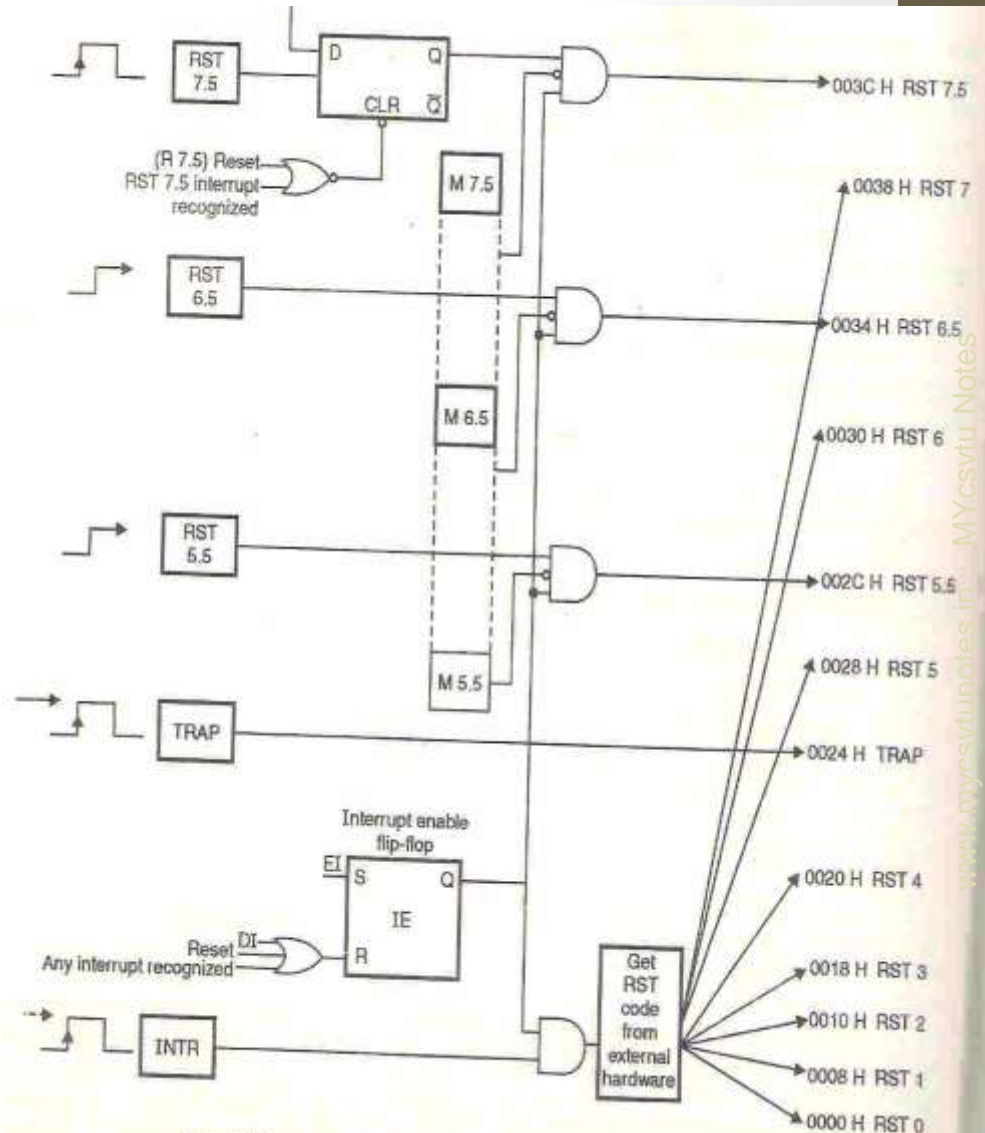 RST
7.5
D
Q
CLR
Q̅
003C H RST 7.5
(R 7.5) Reset
RST 7.5 interrupt
recognized
M 7.5
0038 H RST 7
RST
6.5
0034 H RST 6.5
M 6.5
0030 H RST 6
RST
5.5
002C H RST 5.5
M 5.5
0028 H RST 5
TRAP
0024 H TRAP
Interrupt enable
flip-flop
EI
S
Q
IE
R
0020 H RST 4
DI
Reset
Any interrupt recognized
Get
RST
code
from
external
hardware
0018 H RST 3
0010 H RST 2
INTR
0008 H RST 1
0000 H RST 0
www.mycsvtunotes.in MYcsvtu Notes